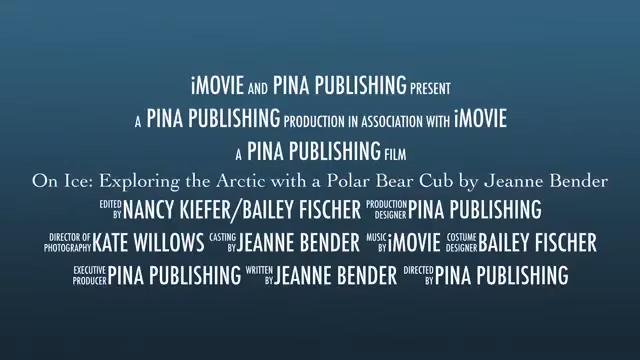 iMOVIE AND PINA PUBLISHING PRESENT
A PINA PUBLISHING PRODUCTION IN ASSOCIATION WITH iMOVIE
A PINA PUBLISHING FILM
On Ice: Exploring the Arctic with a Polar Bear Cub by Jeanne Bender
EDITED BY NANCY KIEFER/BAILEY FISCHER PRODUCTION DESIGNER PINA PUBLISHING
DIRECTOR OF PHOTOGRAPHY KATE WILLOWS CASTING BY JEANNE BENDER MUSIC BY iMOVIE COSTUME DESIGNER BAILEY FISCHER
EXECUTIVE PRODUCER PINA PUBLISHING WRITTEN BY JEANNE BENDER DIRECTED BY PINA PUBLISHING